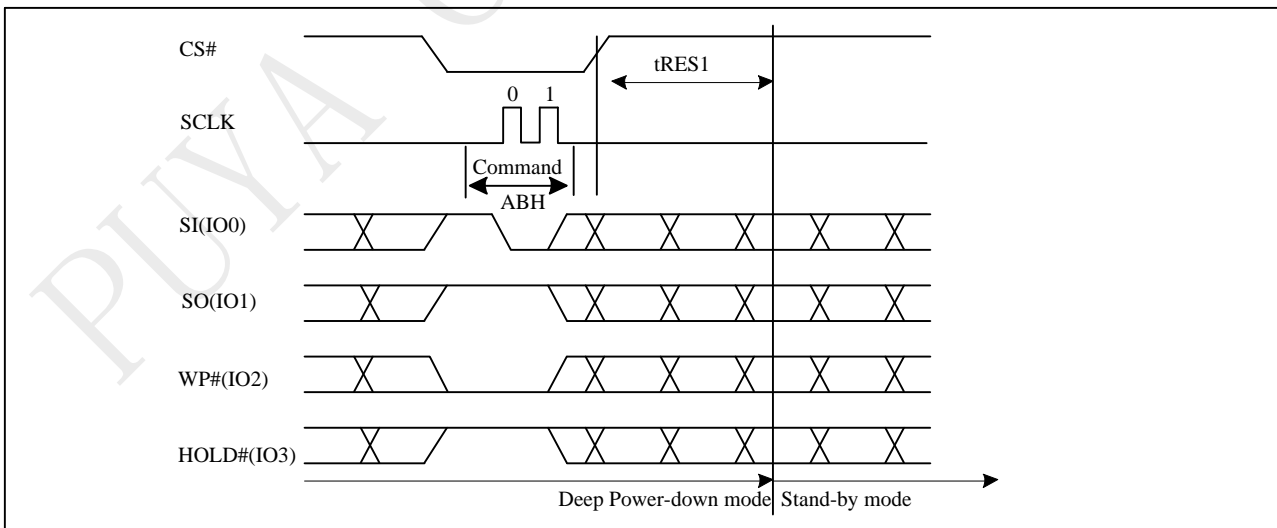 CS#
tRES1
0 1
SCLK
Command
ABH
SI(IO0)
SO(IO1)
WP#(IO2)
HOLD#(IO3)
Deep Power-down mode Stand-by mode
PUYA